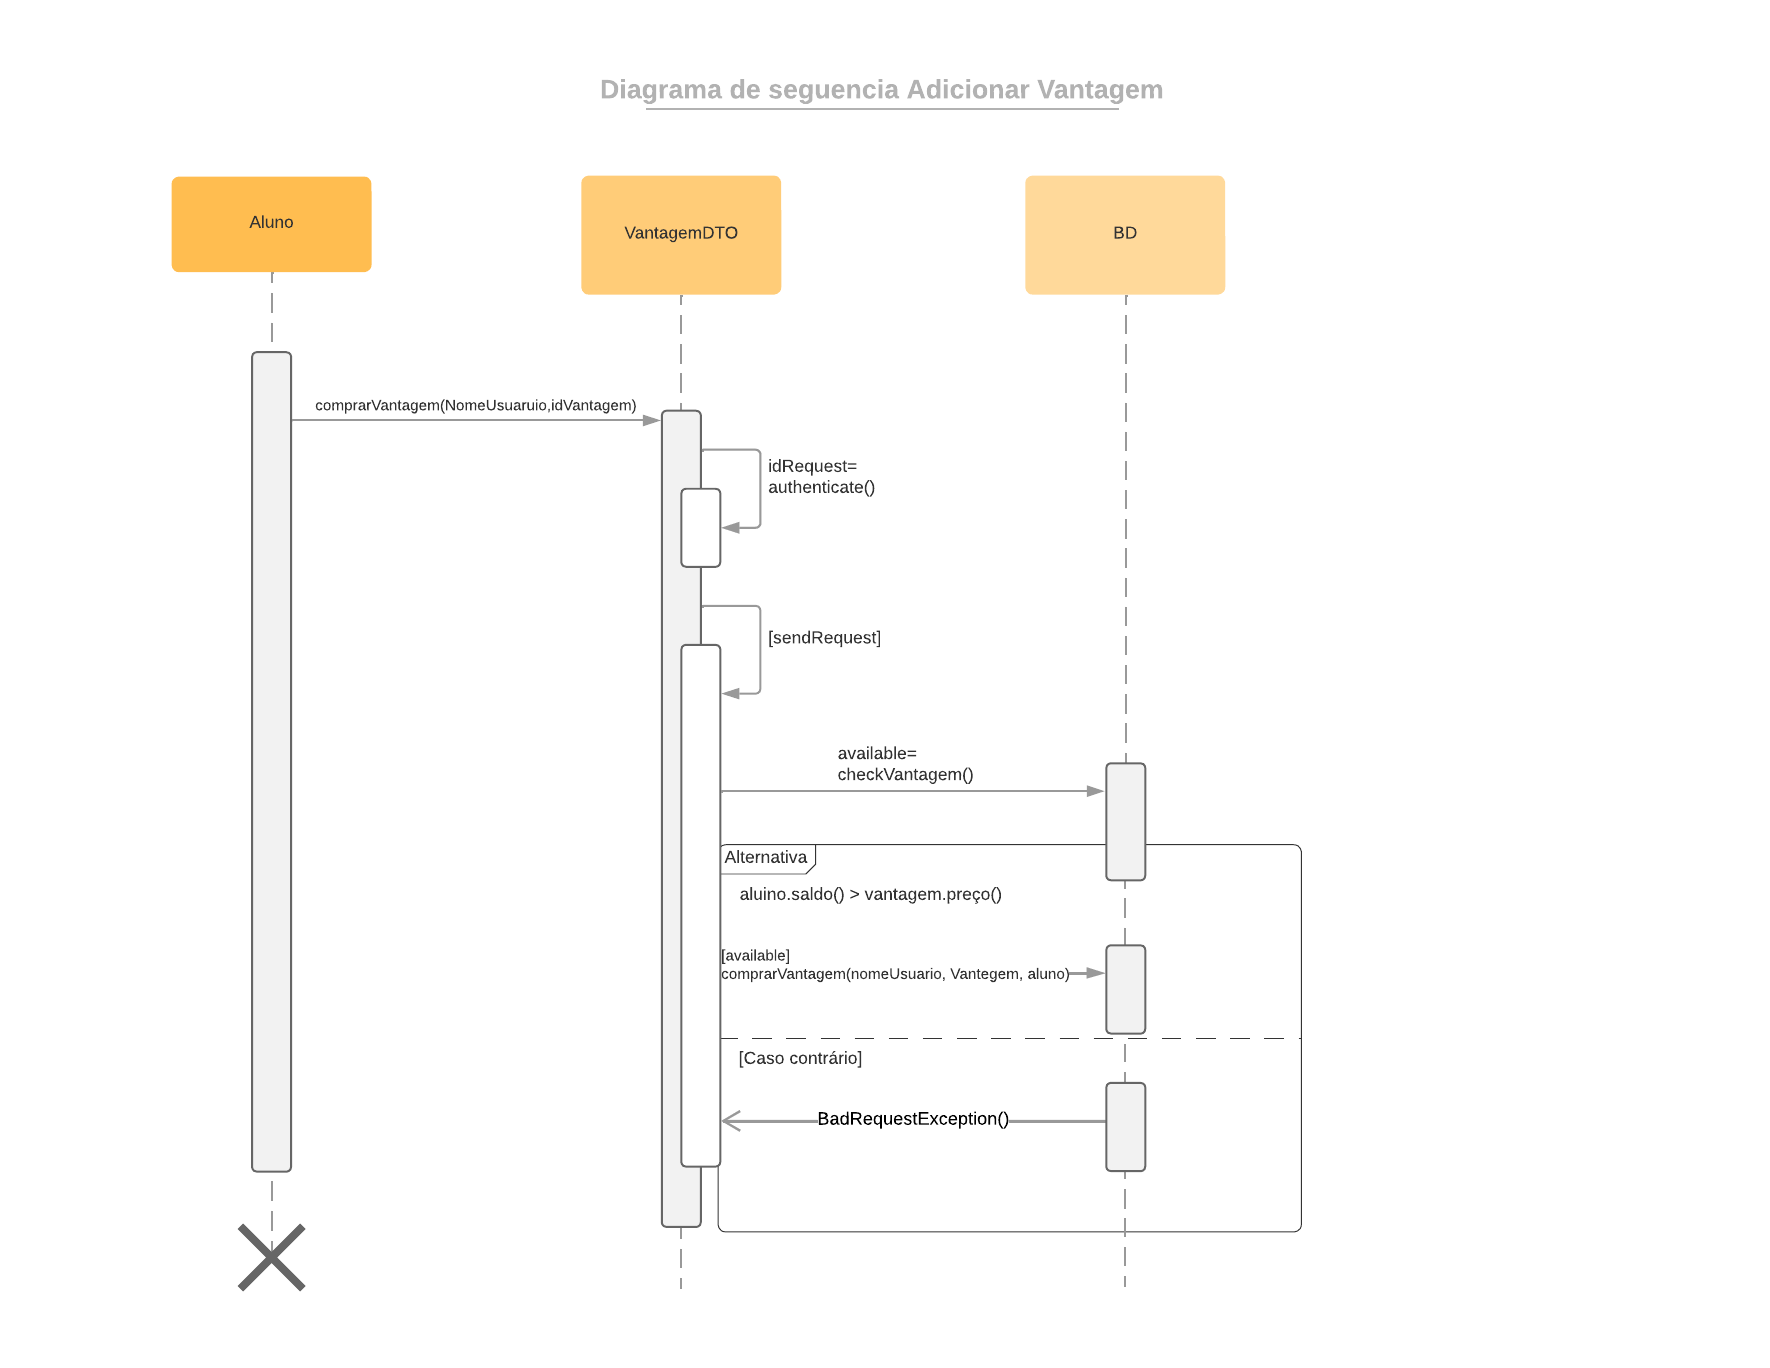 Diagrama de seguencia Adicionar Vantagem
Aluno
VantagemDTO
BD
comprarVantagem(NomeUsuaruio,idVantagem)
idRequest=
authenticate()
[sendRequest]
available=
checkVantagem()
Alternativa
aluino.saldo() > vantagem.preço()
[available]
comprarVantagem(nomeUsuario, Vantegem, aluno)
[Caso contrário]
BadRequestException()